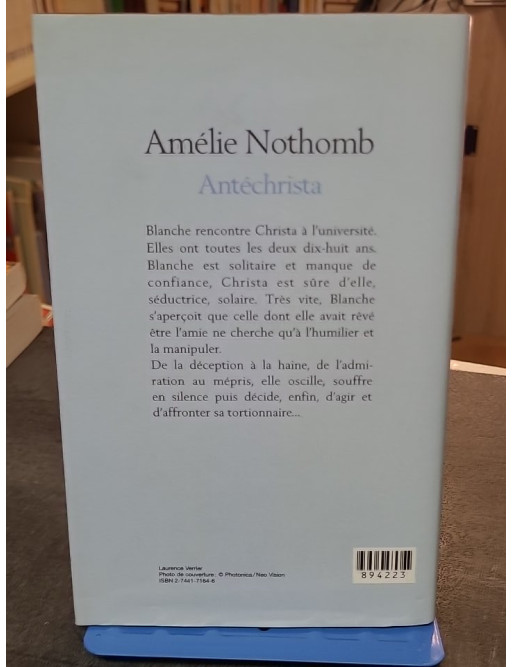 Amélie Nothomb
Antéchrista
Blanche rencontre Christa à l'université.
Elles ont toutes les deux dix-huit ans.
Blanche est solitaire et manque de
confiance, Christa est sûre d'elle,
séductrice, solaire. Très vite, Blanche
s'aperçoit que celle dont elle avait rêvé
être l'amie ne cherche qu'à l'humilier et
la manipuler.
De la déception à la haine, de l'admi-
ration au mépris, elle oscille, souffre
en silence puis décide, enfin, d'agir et
d'affronter sa tortionnaire...
Laurence Verrier
Photo de couverture : © Photonica/Neo Vision
ISBN 2-7441-7164-8
894223